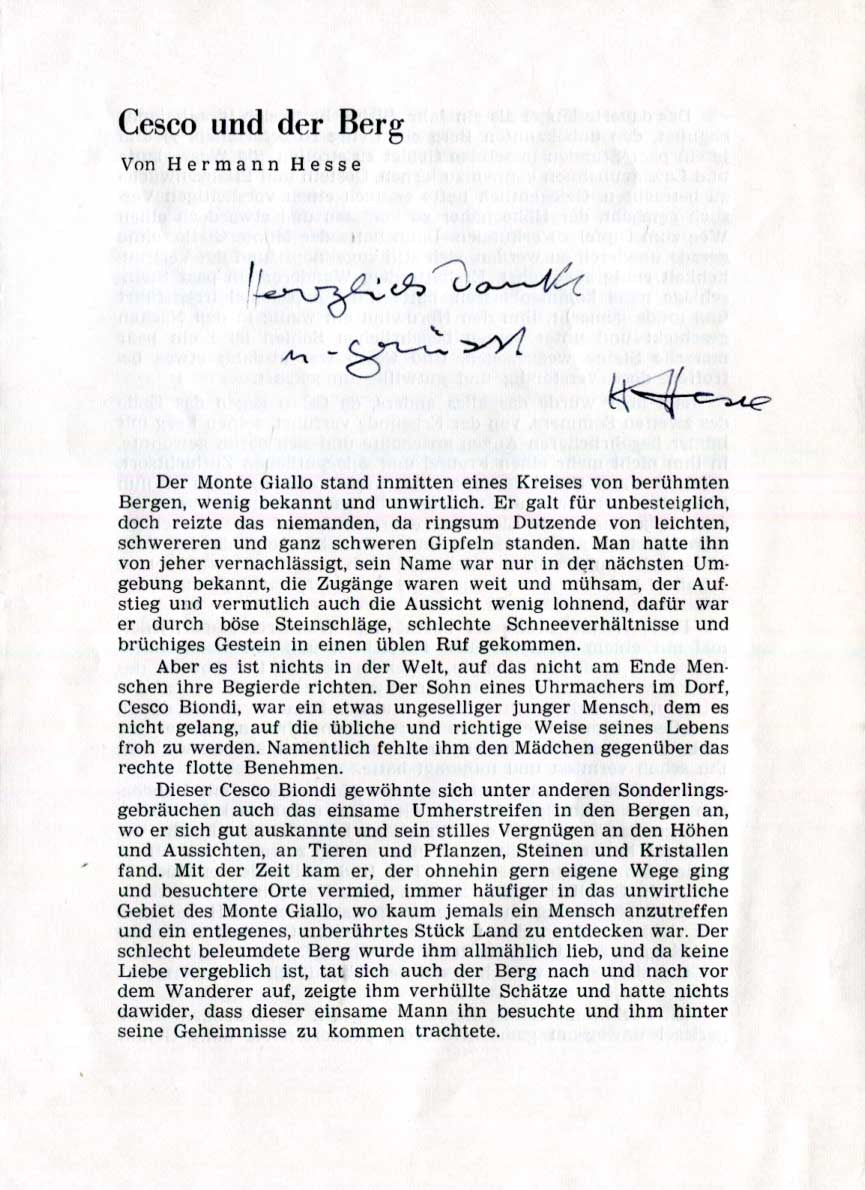 Cesco und der Berg
Von Hermann Hesse
Herzlich dankt
u. grüsst
H Hesse
Der Monte Giallo stand inmitten eines Kreises von berühmten
Bergen, wenig bekannt und unwirtlich. Er galt für unbesteiglich,
doch reizte das niemanden, da ringsum Dutzende von leichten,
schwereren und ganz schweren Gipfeln standen. Man hatte ihn
von jeher vernachlässigt, sein Name war nur in der nächsten Um-
gebung bekannt, die Zugänge waren weit und mühsam, der Auf-
stieg und vermutlich auch die Aussicht wenig lohnend, dafür war
er durch böse Steinschläge, schlechte Schneeverhältnisse und
brüchiges Gestein in einen üblen Ruf gekommen.
Aber es ist nichts in der Welt, auf das nicht am Ende Men-
schen ihre Begierde richten. Der Sohn eines Uhrmachers im Dorf,
Cesco Biondi, war ein etwas ungeselliger junger Mensch, dem es
nicht gelang, auf die übliche und richtige Weise seines Lebens
froh zu werden. Namentlich fehlte ihm den Mädchen gegenüber das
rechte flotte Benehmen.
Dieser Cesco Biondi gewöhnte sich unter anderen Sonderlings-
gebräuchen auch das einsame Umherstreifen in den Bergen an,
wo er sich gut auskannte und sein stilles Vergnügen an den Höhen
und Aussichten, an Tieren und Pflanzen, Steinen und Kristallen
fand. Mit der Zeit kam er, der ohnehin gern eigene Wege ging
und besuchtere Orte vermied, immer häufiger in das unwirtliche
Gebiet des Monte Giallo, wo kaum jemals ein Mensch anzutreffen
und ein entlegenes, unberührtes Stück Land zu entdecken war. Der
schlecht beleumdete Berg wurde ihm allmählich lieb, und da keine
Liebe vergeblich ist, tat sich auch der Berg nach und nach vor
dem Wanderer auf, zeigte ihm verhüllte Schätze und hatte nichts
dawider, dass dieser einsame Mann ihn besuchte und ihm hinter
seine Geheimnisse zu kommen trachtete.